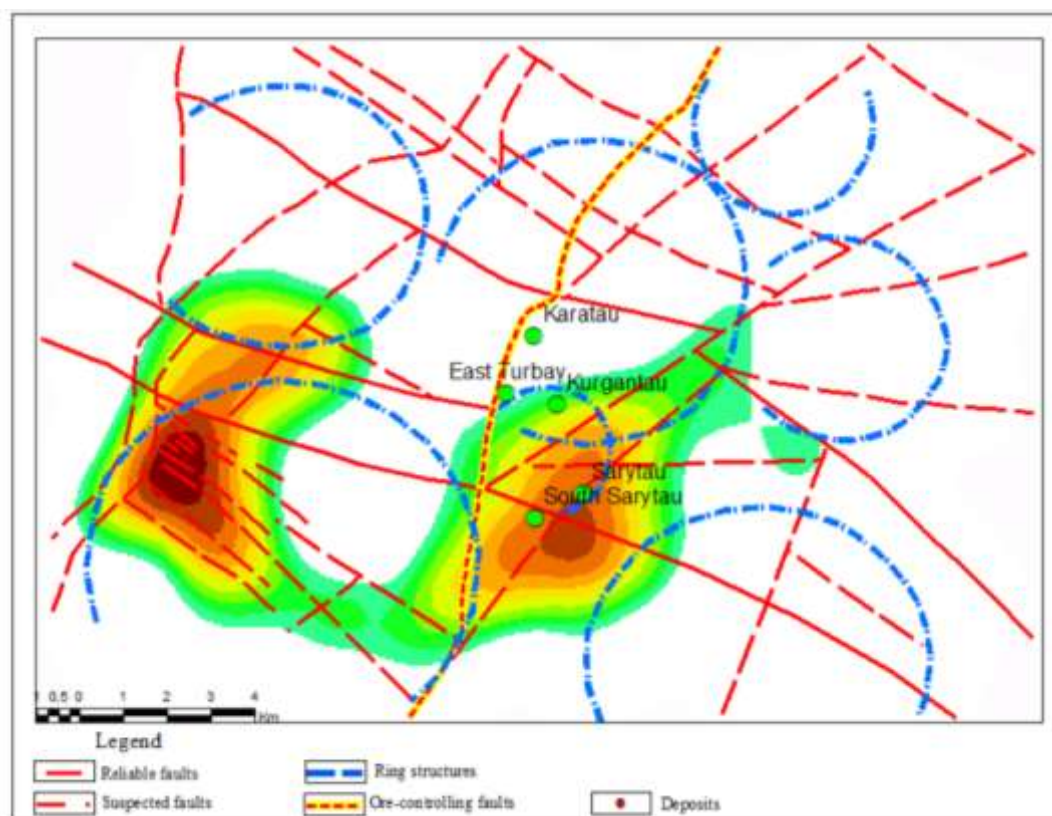 Karatau
East Turbay
Kurgantau
Sarytau
South Sarytau
1 0,5 0 1 2 3 4
Km
Legend
Reliable faults
Ring structures
Suspected faults
Ore-controlling faults
Deposits